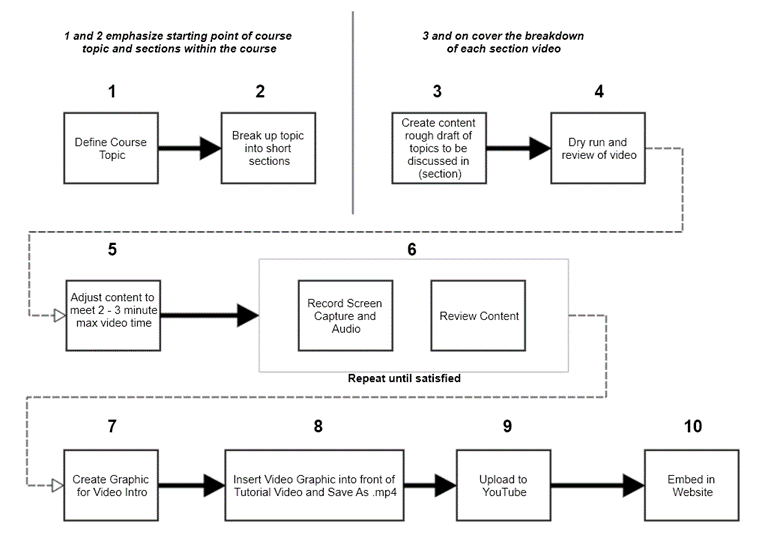 1 and 2 emphasize starting point of course
topic and sections within the course
3 and on cover the breakdown
of each section video
1
2
3
4
Define Course
Topic
Break up topic
into short
sections
Create content
rough draft of
topics to be
discussed in
(section)
Dry run and
review of video
5
6
Adjust content to
meet 2 - 3 minute
max video time
Record Screen
Capture and
Audio
Review Content
Repeat until satisfied
7
8
9
10
Create Graphic
for Video Intro
Insert Video Graphic into front of
Tutorial Video and Save As .mp4
Upload to
YouTube
Embed in
Website